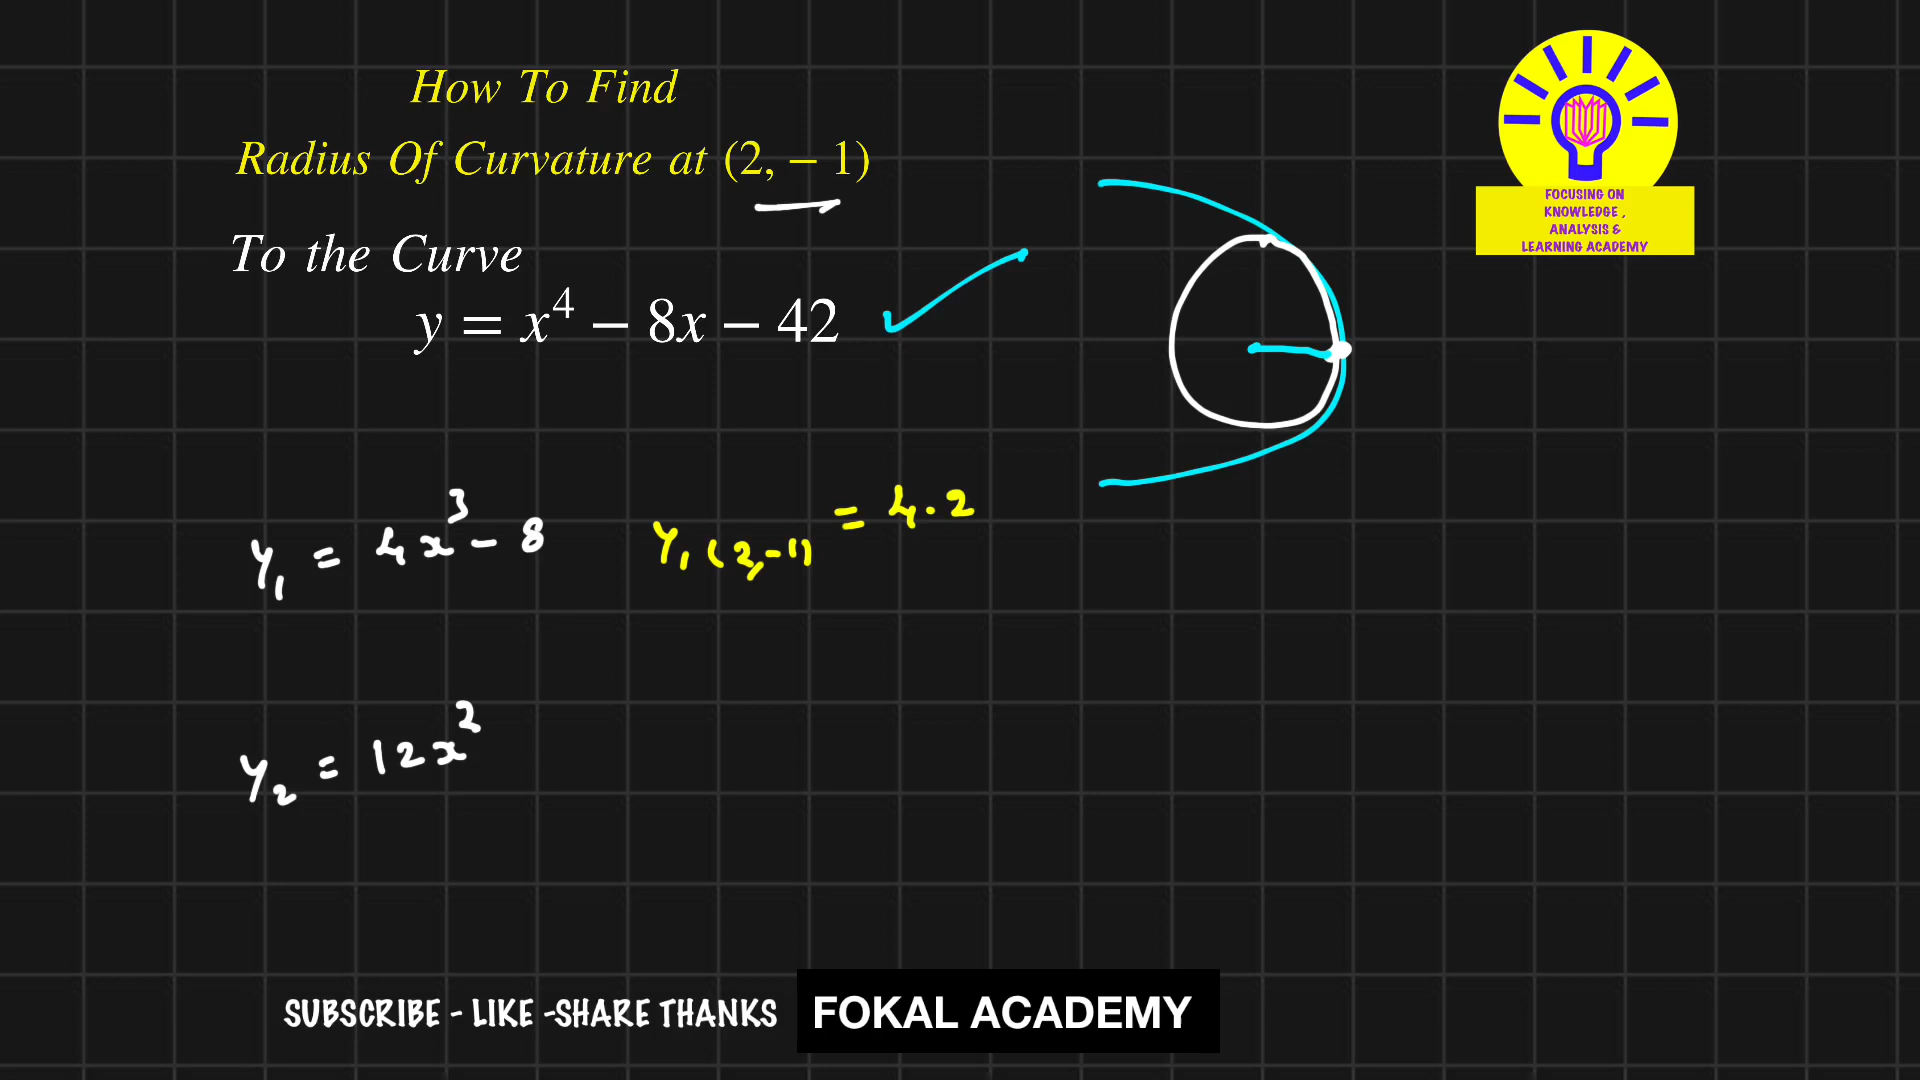 How To Find
Radius Of Curvature at (2, – 1)
To the Curve
y = x⁴ – 8x – 42
y₁ = 4x³ – 8
y₁ (2,-1) = 4.2
y₂ = 12x²
FOCUSING ON
KNOWLEDGE ,
ANALYSIS &
LEARNING ACADEMY
SUBSCRIBE - LIKE -SHARE THANKS
FOKAL ACADEMY